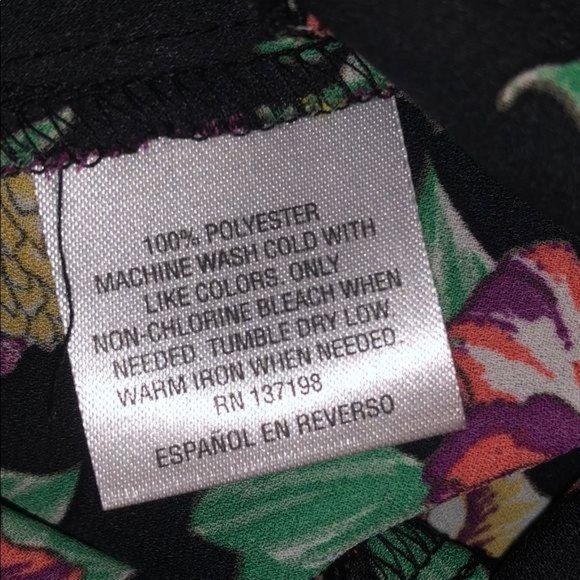 100% POLYESTER
MACHINE WASH COLD WITH
LIKE COLORS. ONLY
NON-CHLORINE BLEACH WHEN
NEEDED. TUMBLE DRY LOW.
WARM IRON WHEN NEEDED.
RN 137198
ESPAÑOL EN REVERSO